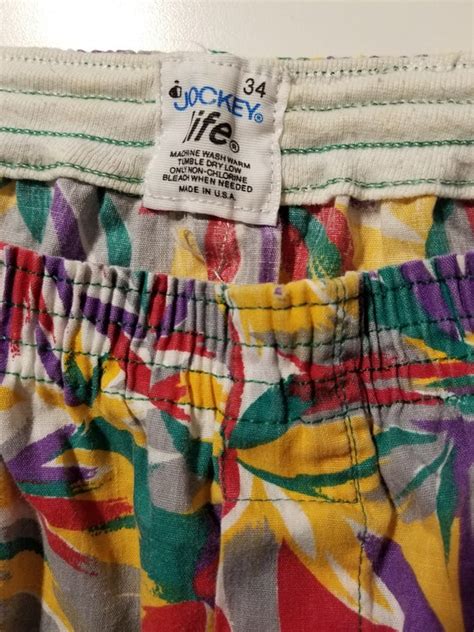 34
JOCKEY®
life®
MACHINE WASH WARM
TUMBLE DRY LOW
ONLY NON-CHLORINE
BLEACH WHEN NEEDED
MADE IN U.S.A.